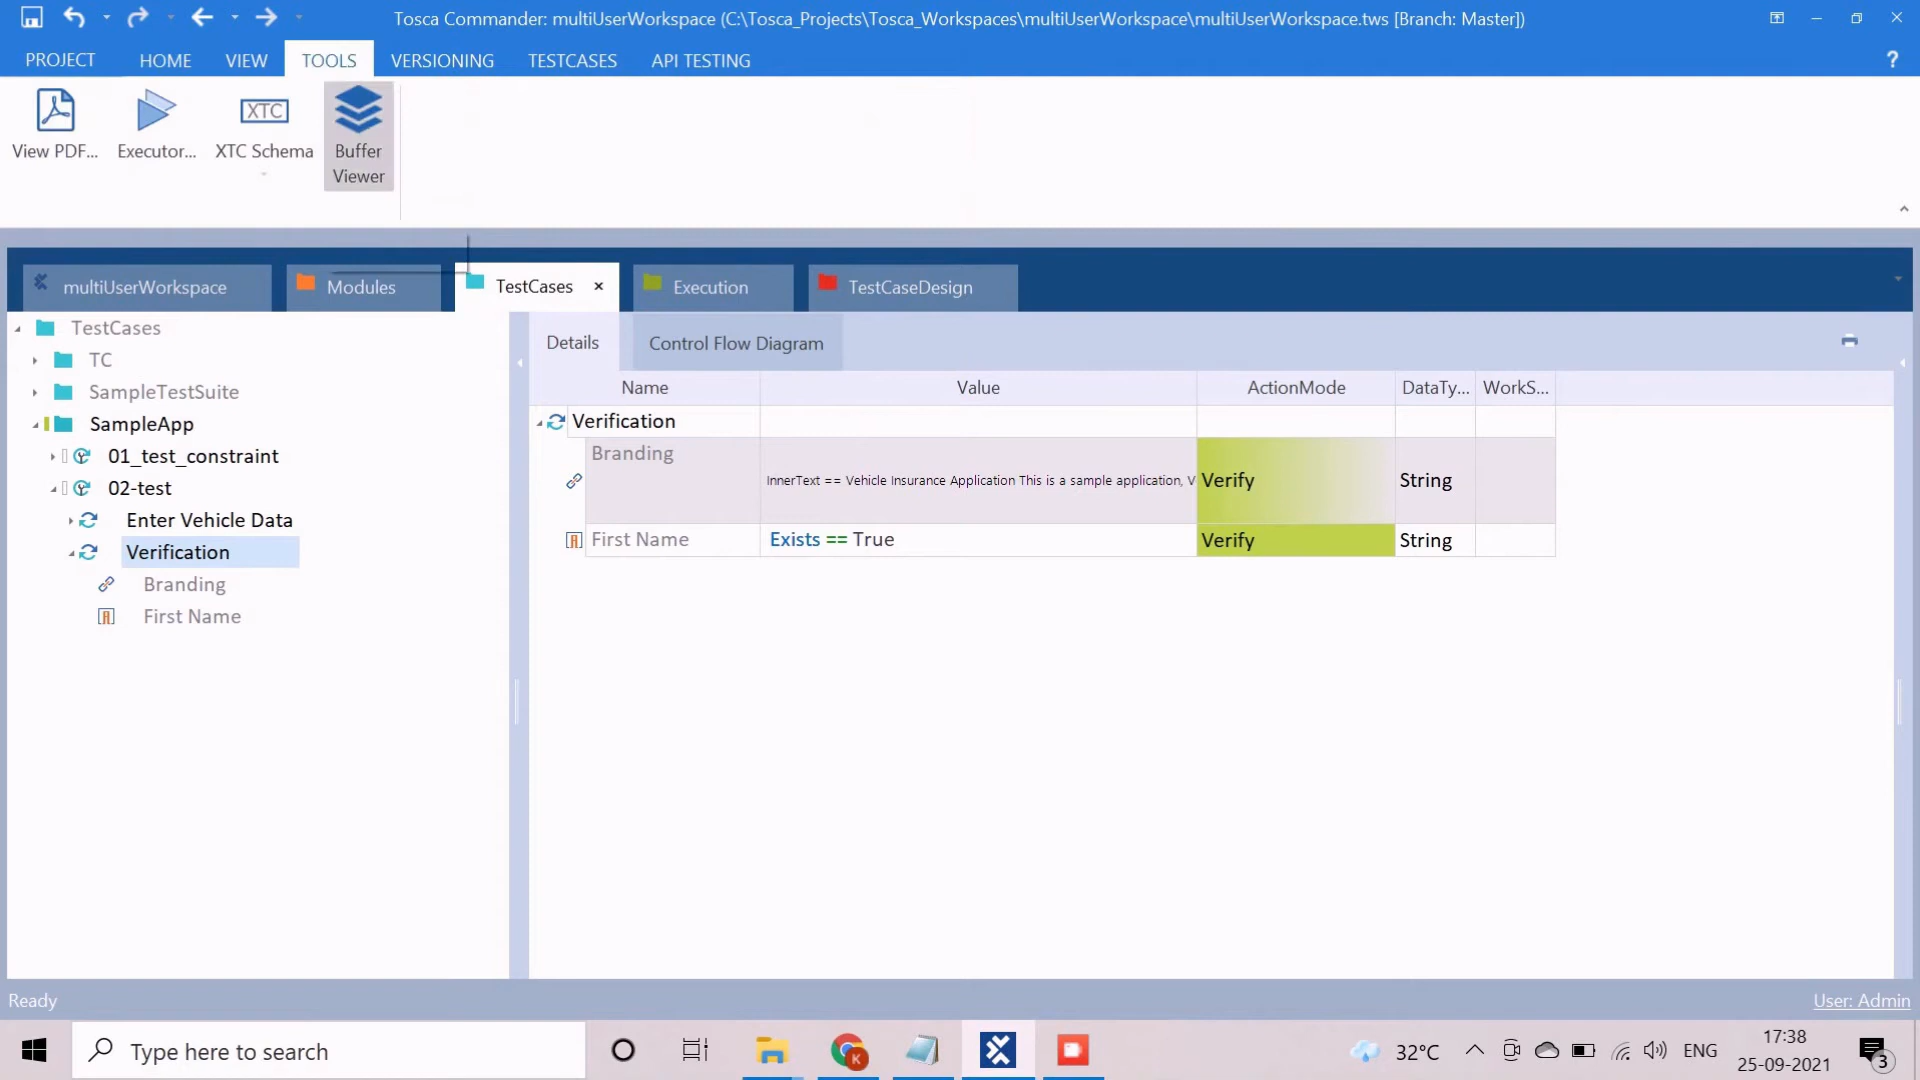 Tosca Commander: multiUserWorkspace (C:\Tosca_Projects\Tosca_Workspaces\multiUserWorkspace\multiUserWorkspace.tws [Branch: Master])
PROJECT HOME VIEW TOOLS VERSIONING TESTCASES API TESTING ?
View PDF... Executor... XTC XTC Schema Buffer Viewer
multiUserWorkspace Modules TestCases × Execution TestCaseDesign
TestCases
TC
SampleTestSuite
SampleApp
01_test_constraint
02-test
Enter Vehicle Data
Verification
Branding
First Name
Details Control Flow Diagram
Name Value ActionMode DataTy... WorkS...
Verification
Branding InnerText == Vehicle Insurance Application This is a sample application, V Verify String
First Name Exists == True Verify String
Ready User: Admin
Type here to search K 32°C ENG 17:38
25-09-2021 3